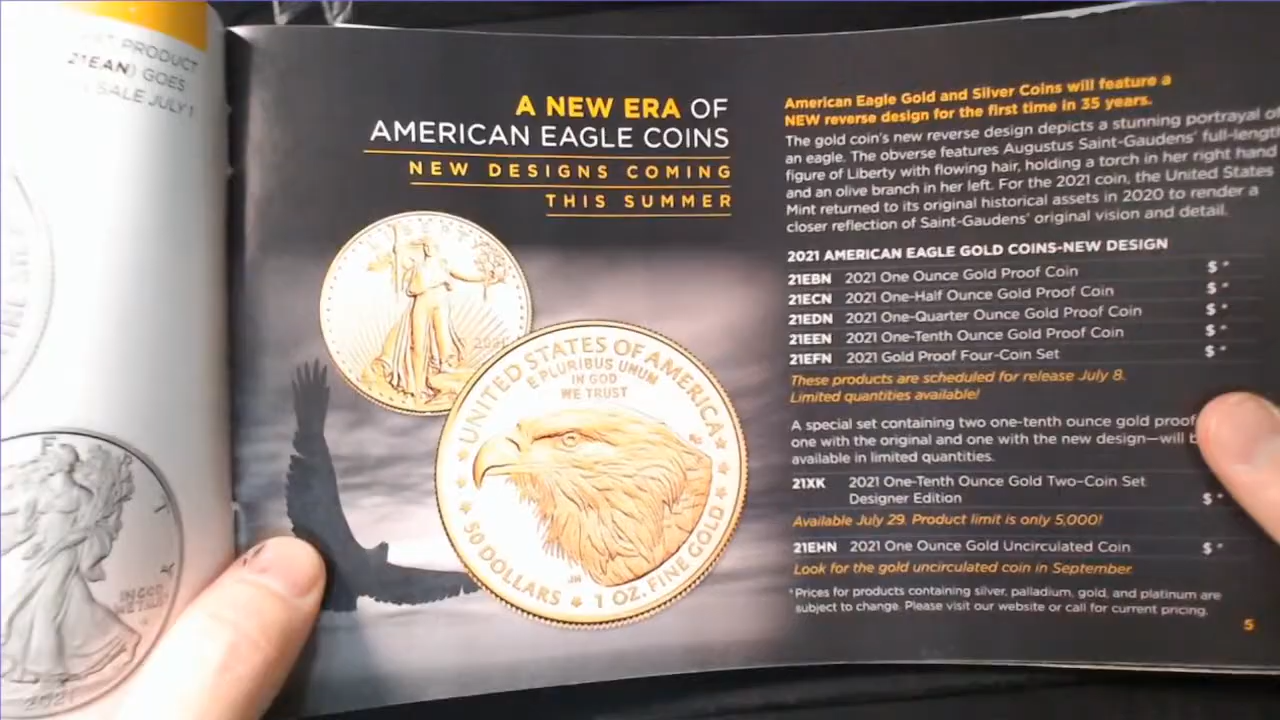 PRODUCT
21EAN) GOES
SALE JULY 1
IN GOD
WE TRUST
2021
A NEW ERA OF
AMERICAN EAGLE COINS
NEW DESIGNS COMING
THIS SUMMER
LIBERTY
2021
UNITED STATES OF AMERICA
E PLURIBUS UNUM
IN GOD
WE TRUST
50 DOLLARS ★ 1 OZ. FINE GOLD
American Eagle Gold and Silver Coins will feature a
NEW reverse design for the first time in 35 years.
The gold coin's new reverse design depicts a stunning portrayal of
an eagle. The obverse features Augustus Saint-Gaudens' full-length
figure of Liberty with flowing hair, holding a torch in her right hand
and an olive branch in her left. For the 2021 coin, the United States
Mint returned to its original historical assets in 2020 to render a
closer reflection of Saint-Gaudens' original vision and detail.
2021 AMERICAN EAGLE GOLD COINS-NEW DESIGN
21EBN 2021 One Ounce Gold Proof Coin $ *
21ECN 2021 One-Half Ounce Gold Proof Coin $ *
21EDN 2021 One-Quarter Ounce Gold Proof Coin $ *
21EEN 2021 One-Tenth Ounce Gold Proof Coin $ *
21EFN 2021 Gold Proof Four-Coin Set $ *
These products are scheduled for release July 8.
Limited quantities available!
A special set containing two one-tenth ounce gold proof
one with the original and one with the new design—will
available in limited quantities.
21XK 2021 One-Tenth Ounce Gold Two-Coin Set
Designer Edition $ *
Available July 29. Product limit is only 5,000!
21EHN 2021 One Ounce Gold Uncirculated Coin $ *
Look for the gold uncirculated coin in September
*Prices for products containing silver, palladium, gold, and platinum are
subject to change. Please visit our website or call for current pricing.
5